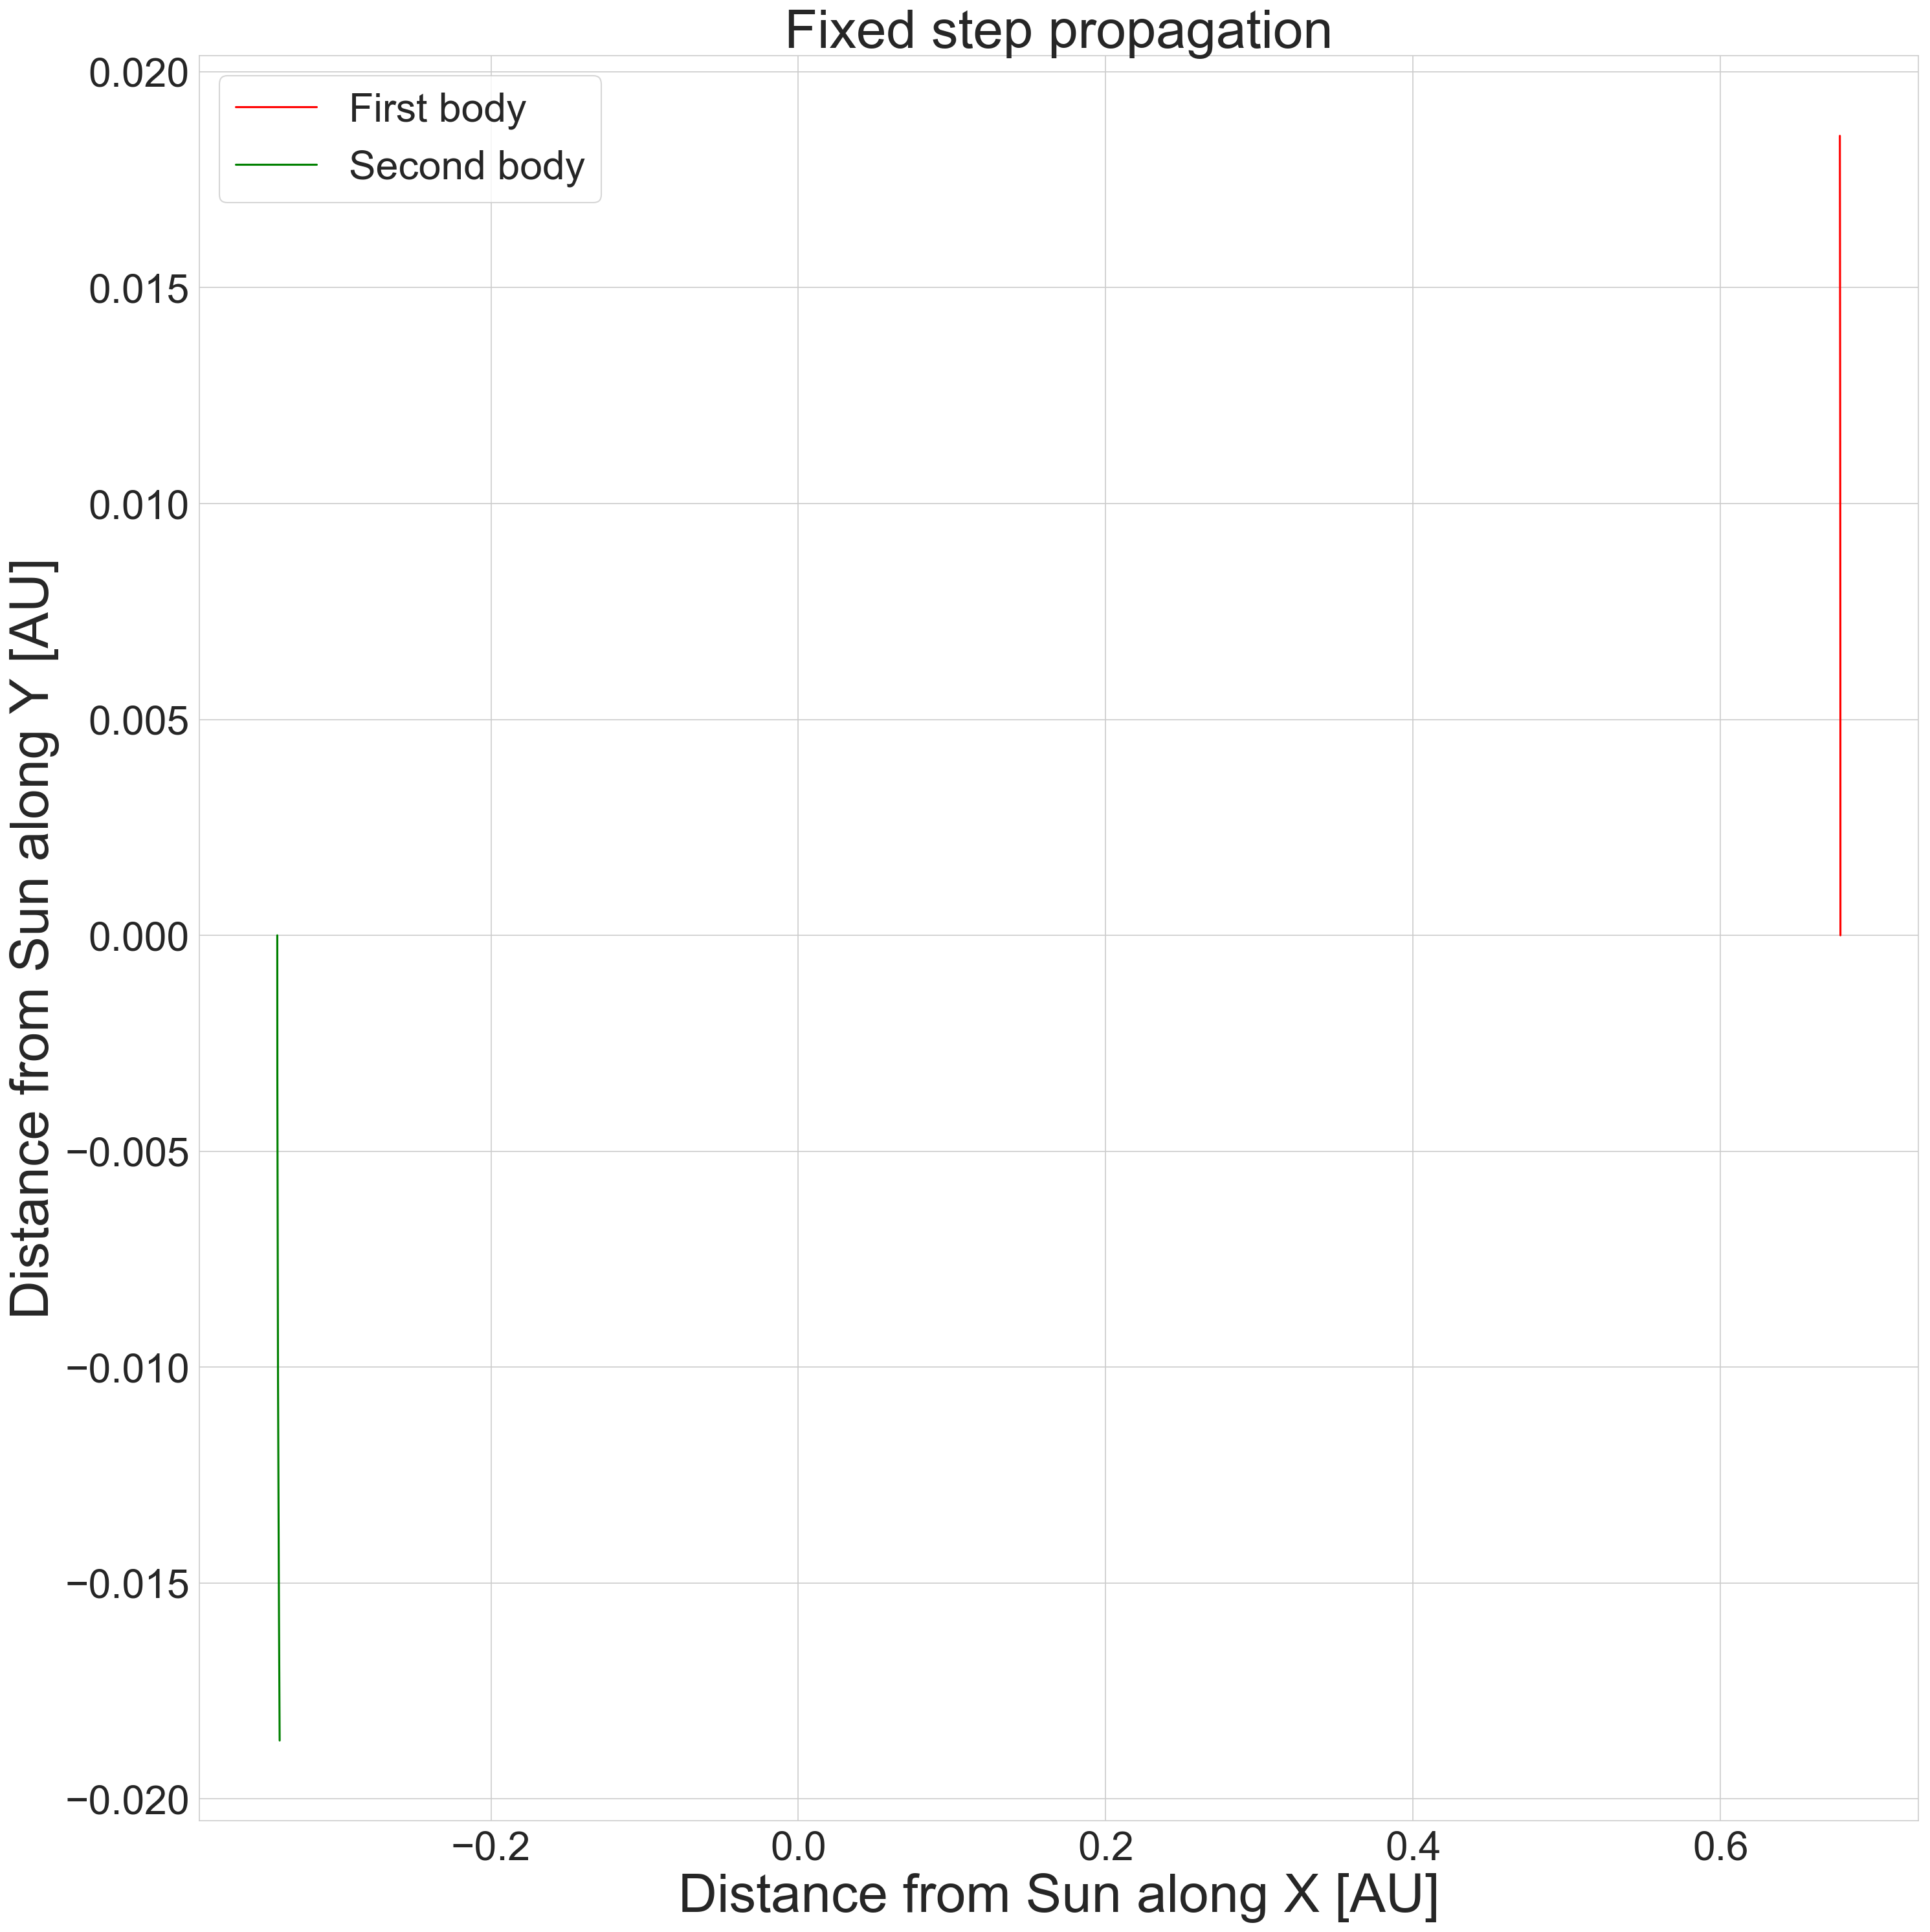 Fixed step propagation
First body
Second body
0.020
0.015
0.010
0.005
0.000
−0.005
−0.010
−0.015
−0.020
Distance from Sun along Y [AU]
−0.2 0.0 0.2 0.4 0.6
Distance from Sun along X [AU]